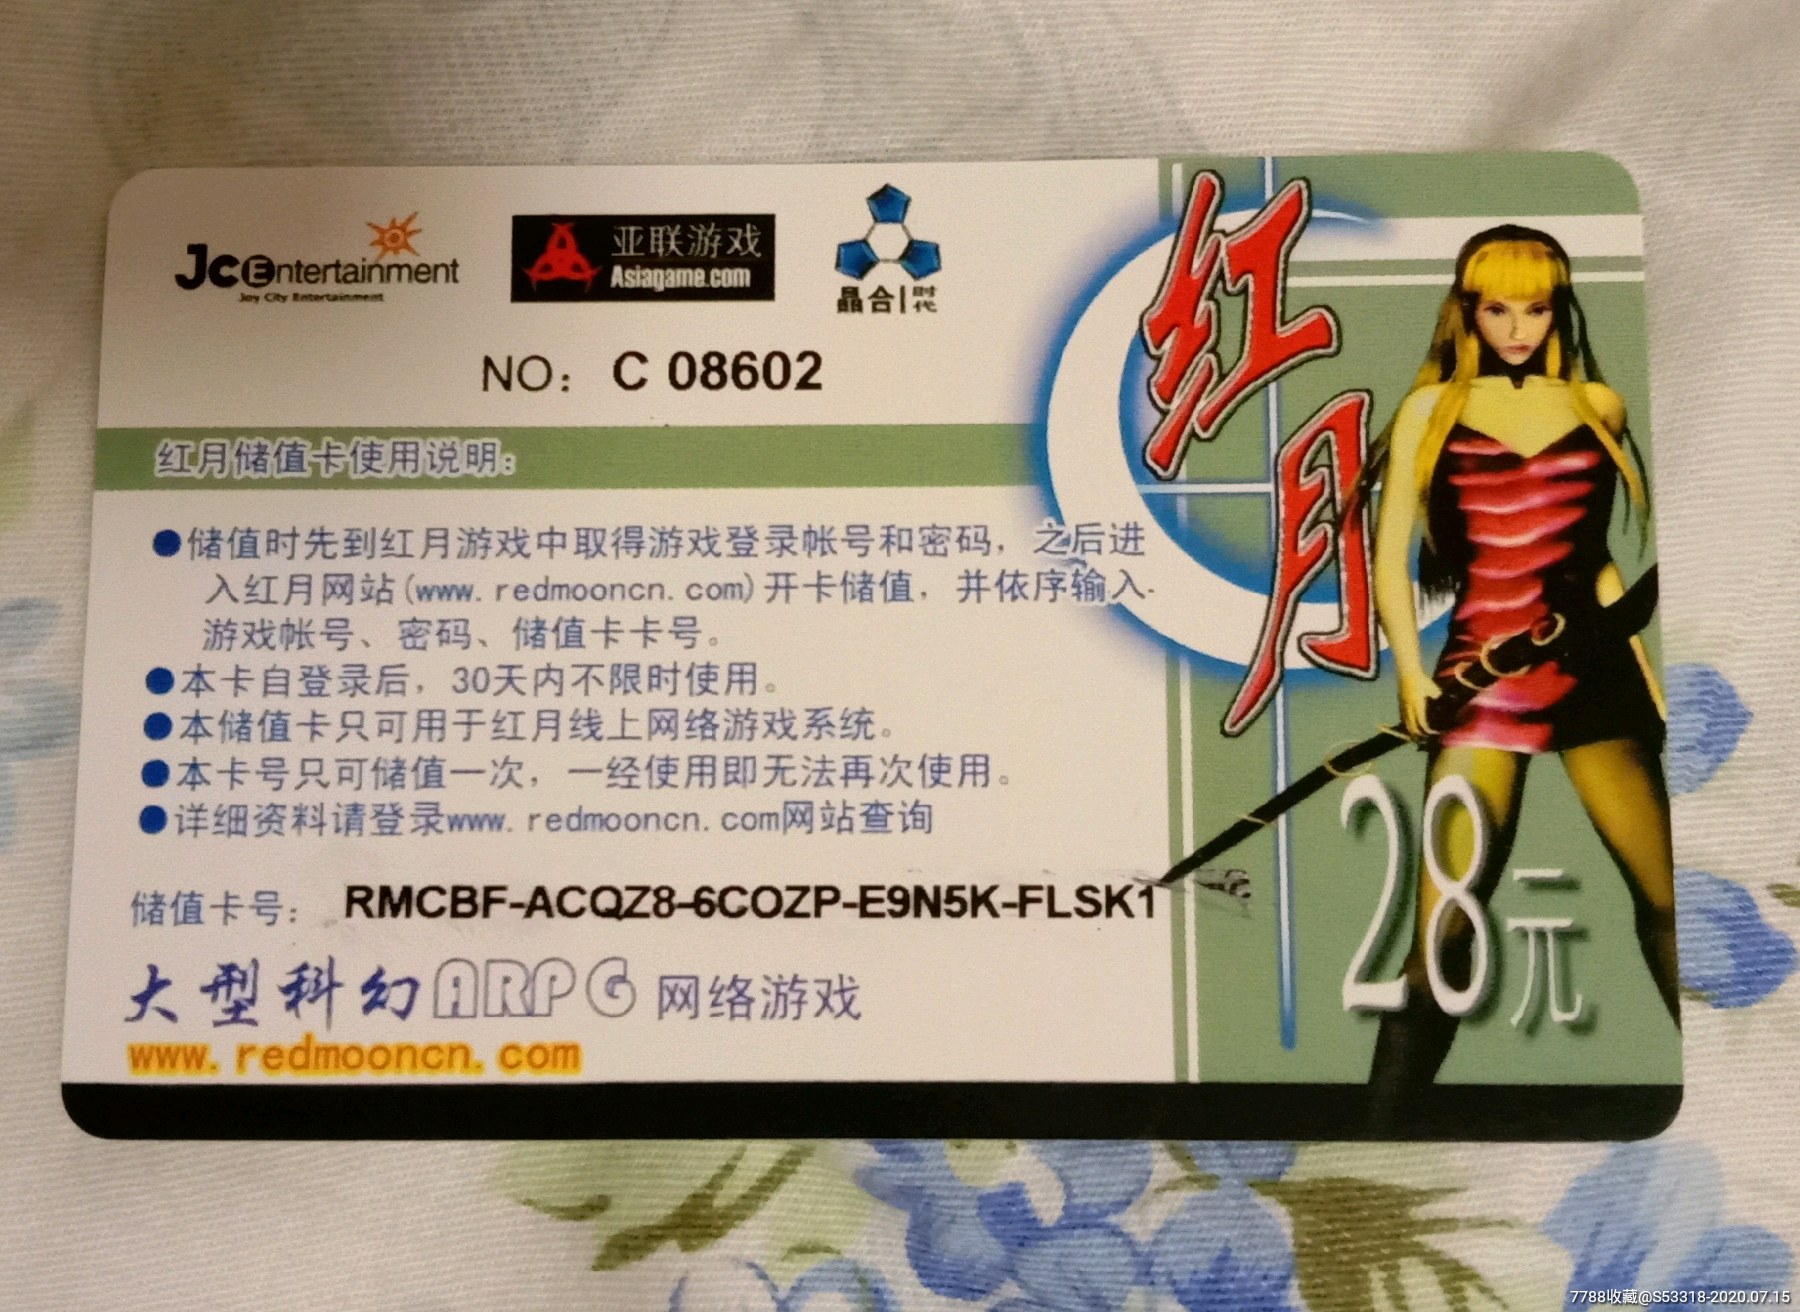 JCEntertainment
Joy City Entertainment
亚联游戏
Asiagame.com
晶合时代
NO: C 08602
红月
红月储值卡使用说明:
●储值时先到红月游戏中取得游戏登录帐号和密码，之后进
入红月网站(www.redmooncn.com)开卡储值，并依序输入
游戏帐号、密码、储值卡卡号。
●本卡自登录后，30天内不限时使用。
●本储值卡只可用于红月线上网络游戏系统。
●本卡号只可储值一次，一经使用即无法再次使用。
●详细资料请登录www.redmooncn.com网站查询
储值卡号: RMCBF-ACQZ8-6COZP-E9N5K-FLSK1
28元
大型科幻ARPG网络游戏
www.redmooncn.com
7788收藏@S53318-2020.07.15